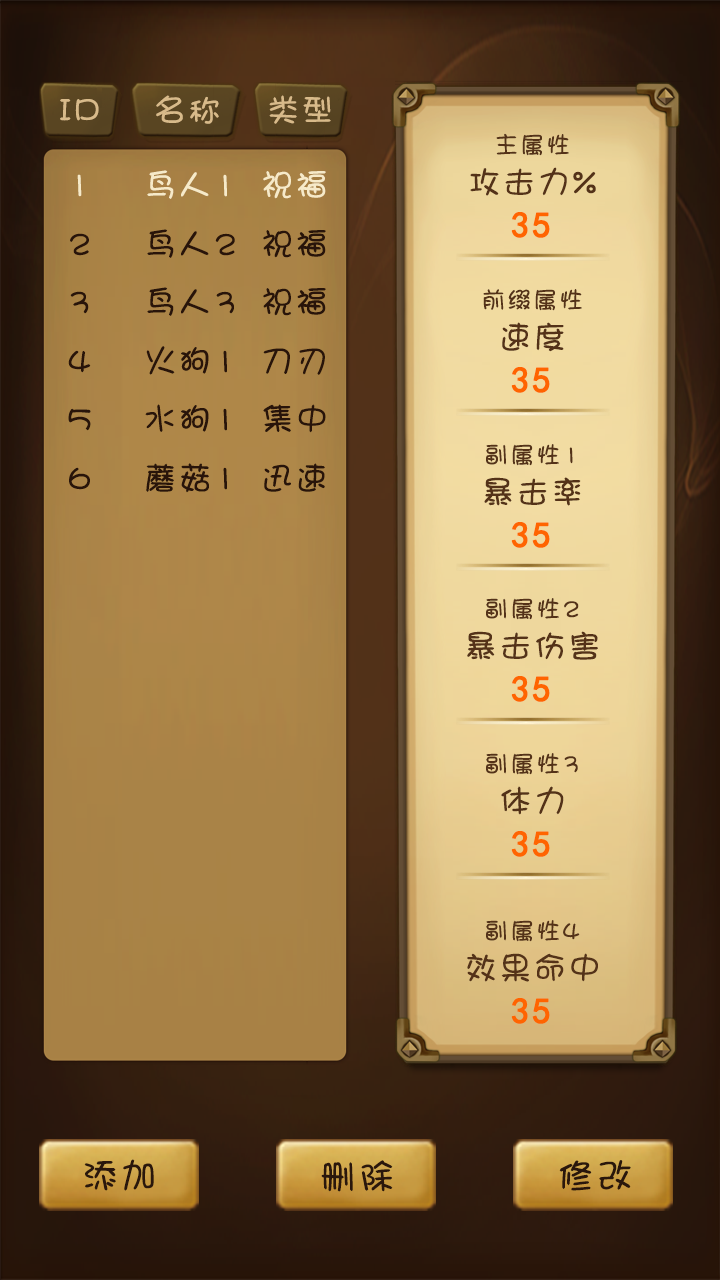 ID 名称 类型
1 鸟人1 祝福
2 鸟人2 祝福
3 鸟人3 祝福
4 火狗1 刀刃
5 水狗1 集中
6 蘑菇1 迅速
主属性
攻击力%
35
前缀属性
速度
35
副属性1
暴击率
35
副属性2
暴击伤害
35
副属性3
体力
35
副属性4
效果命中
35
添加 删除 修改